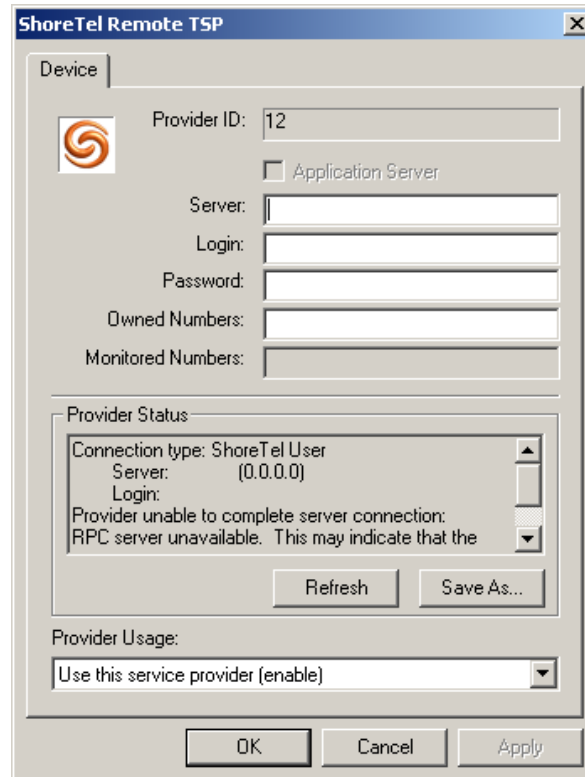 ShoreTel Remote TSP
Device
Provider ID: 12
Application Server
Server:
Login:
Password:
Owned Numbers:
Monitored Numbers:
Provider Status
Connection type: ShoreTel User
Server: (0.0.0.0)
Login:
Provider unable to complete server connection:
RPC server unavailable. This may indicate that the
Refresh Save As...
Provider Usage:
Use this service provider (enable)
OK Cancel Apply